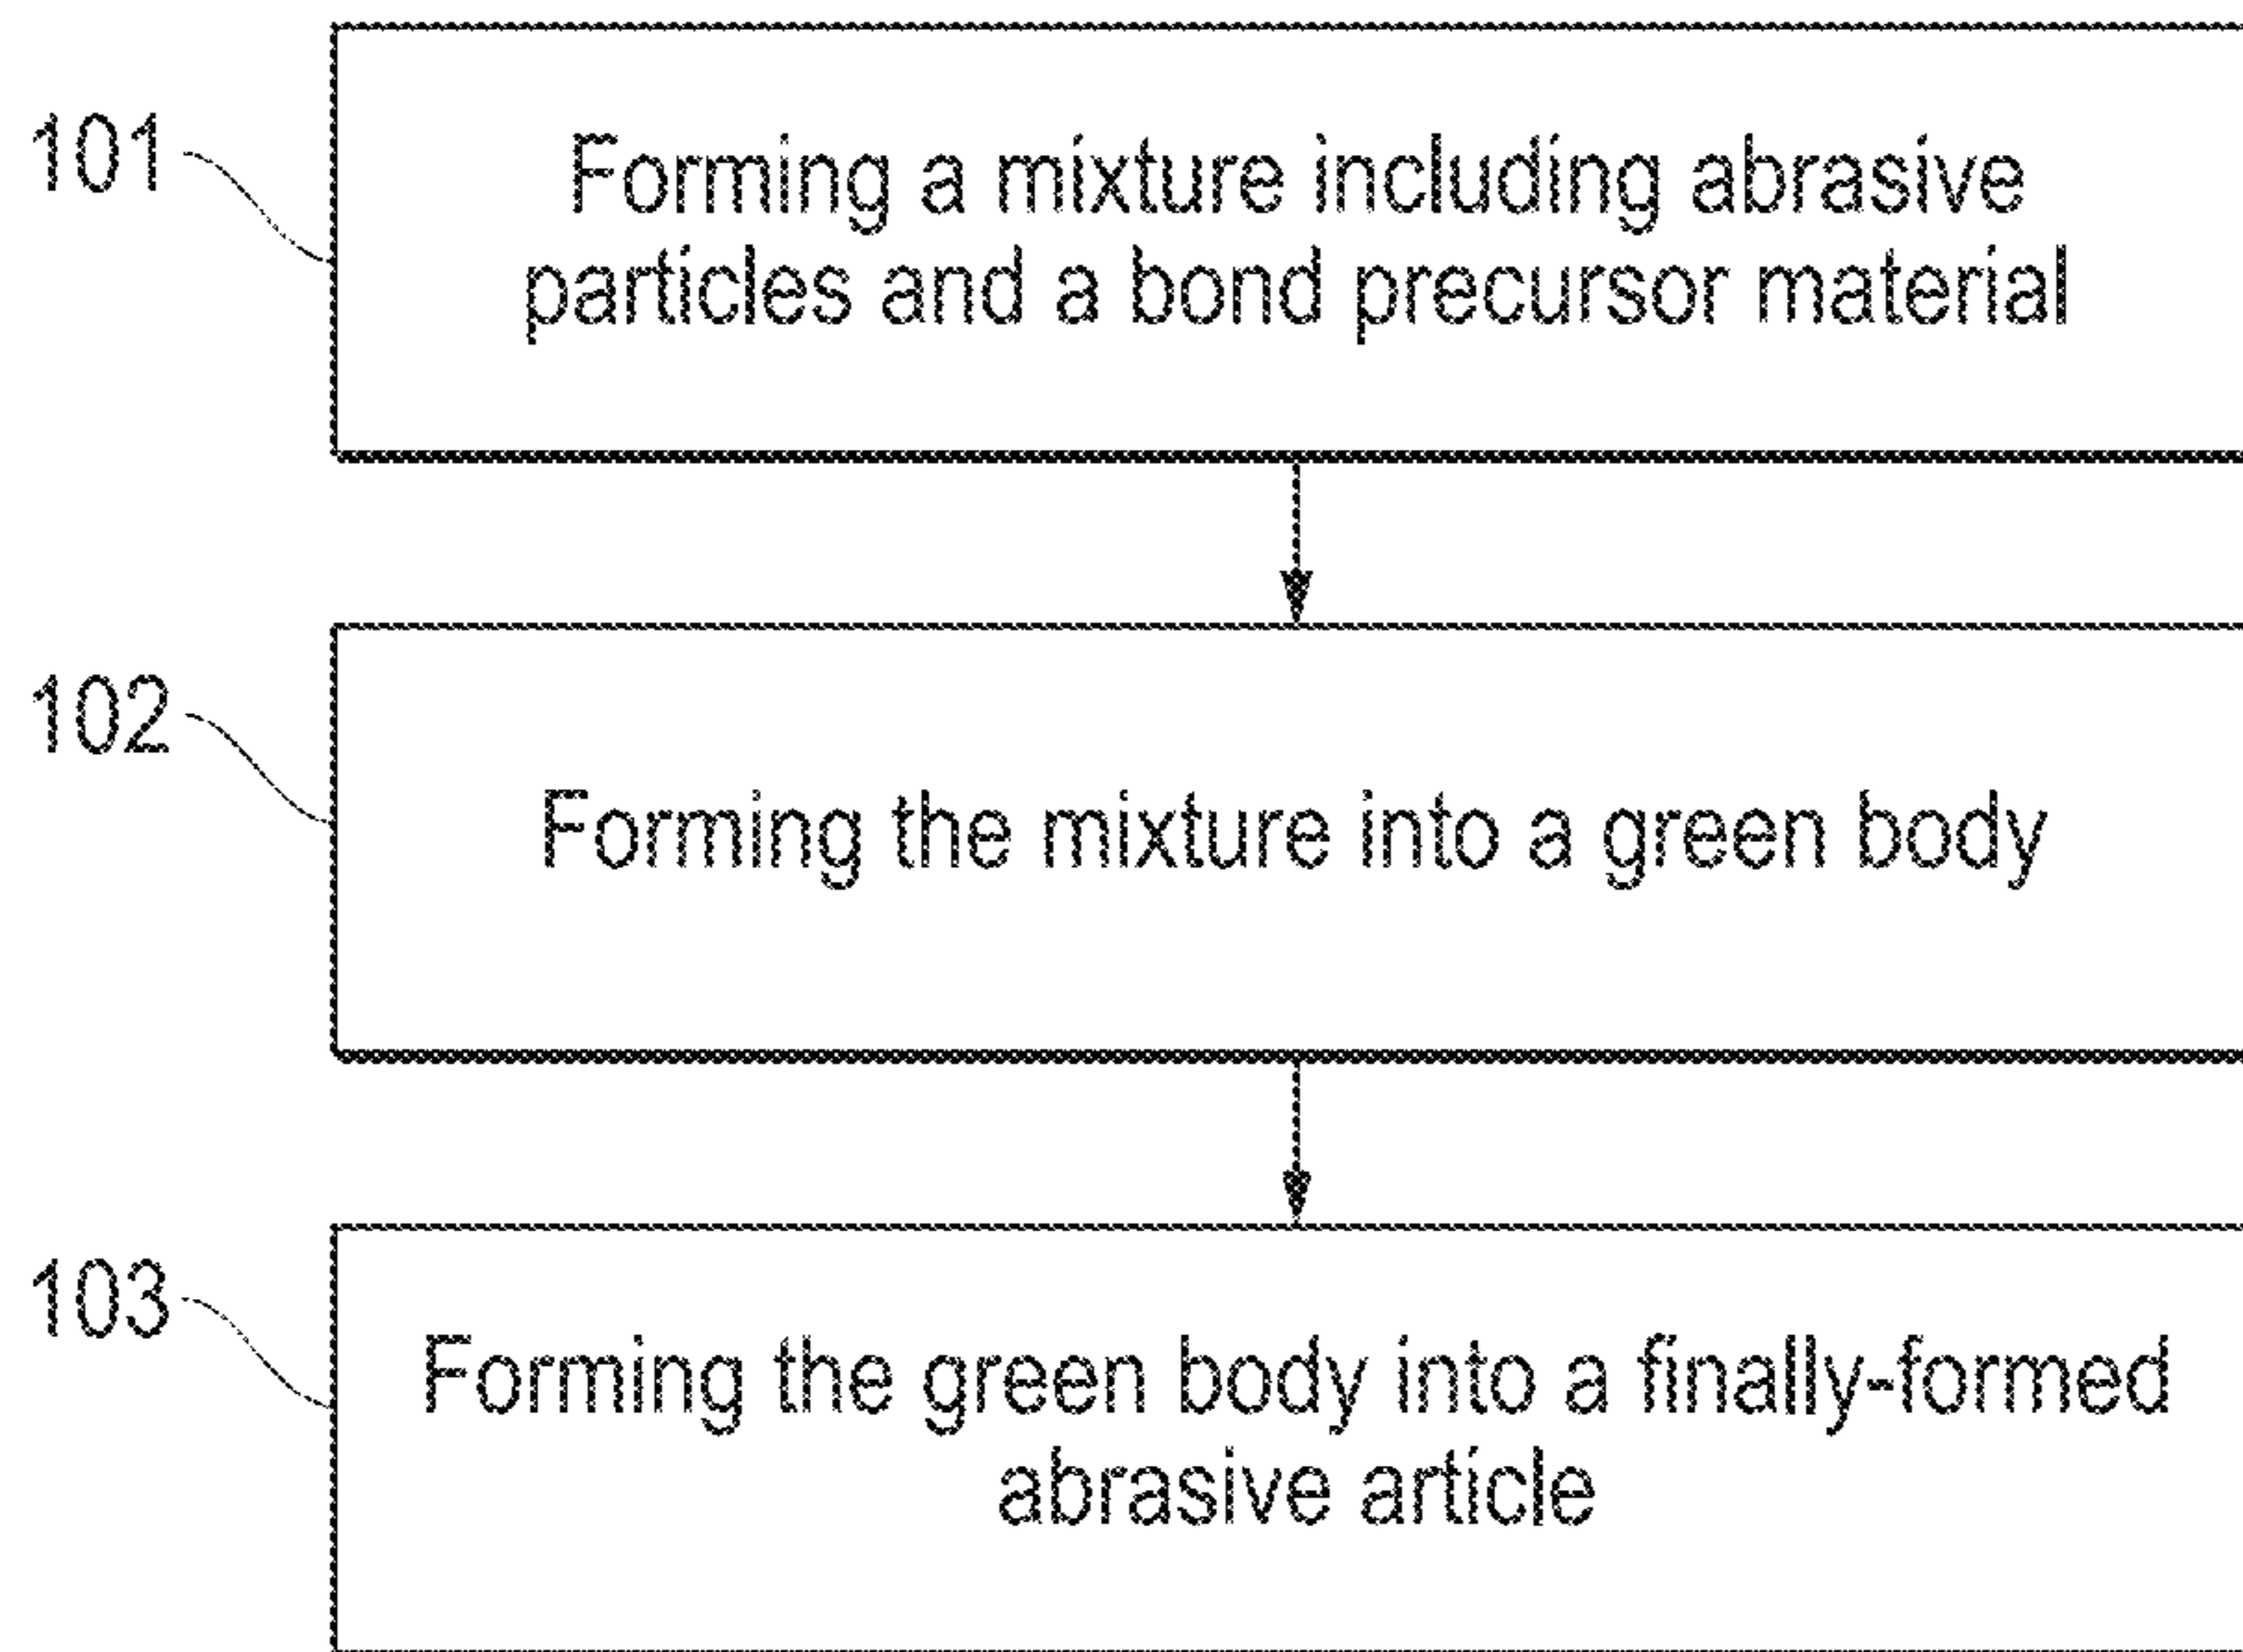 101
Forming a mixture including abrasive
particles and a bond precursor material
102
Forming the mixture into a green body
103
Forming the green body into a finally-formed
abrasive article